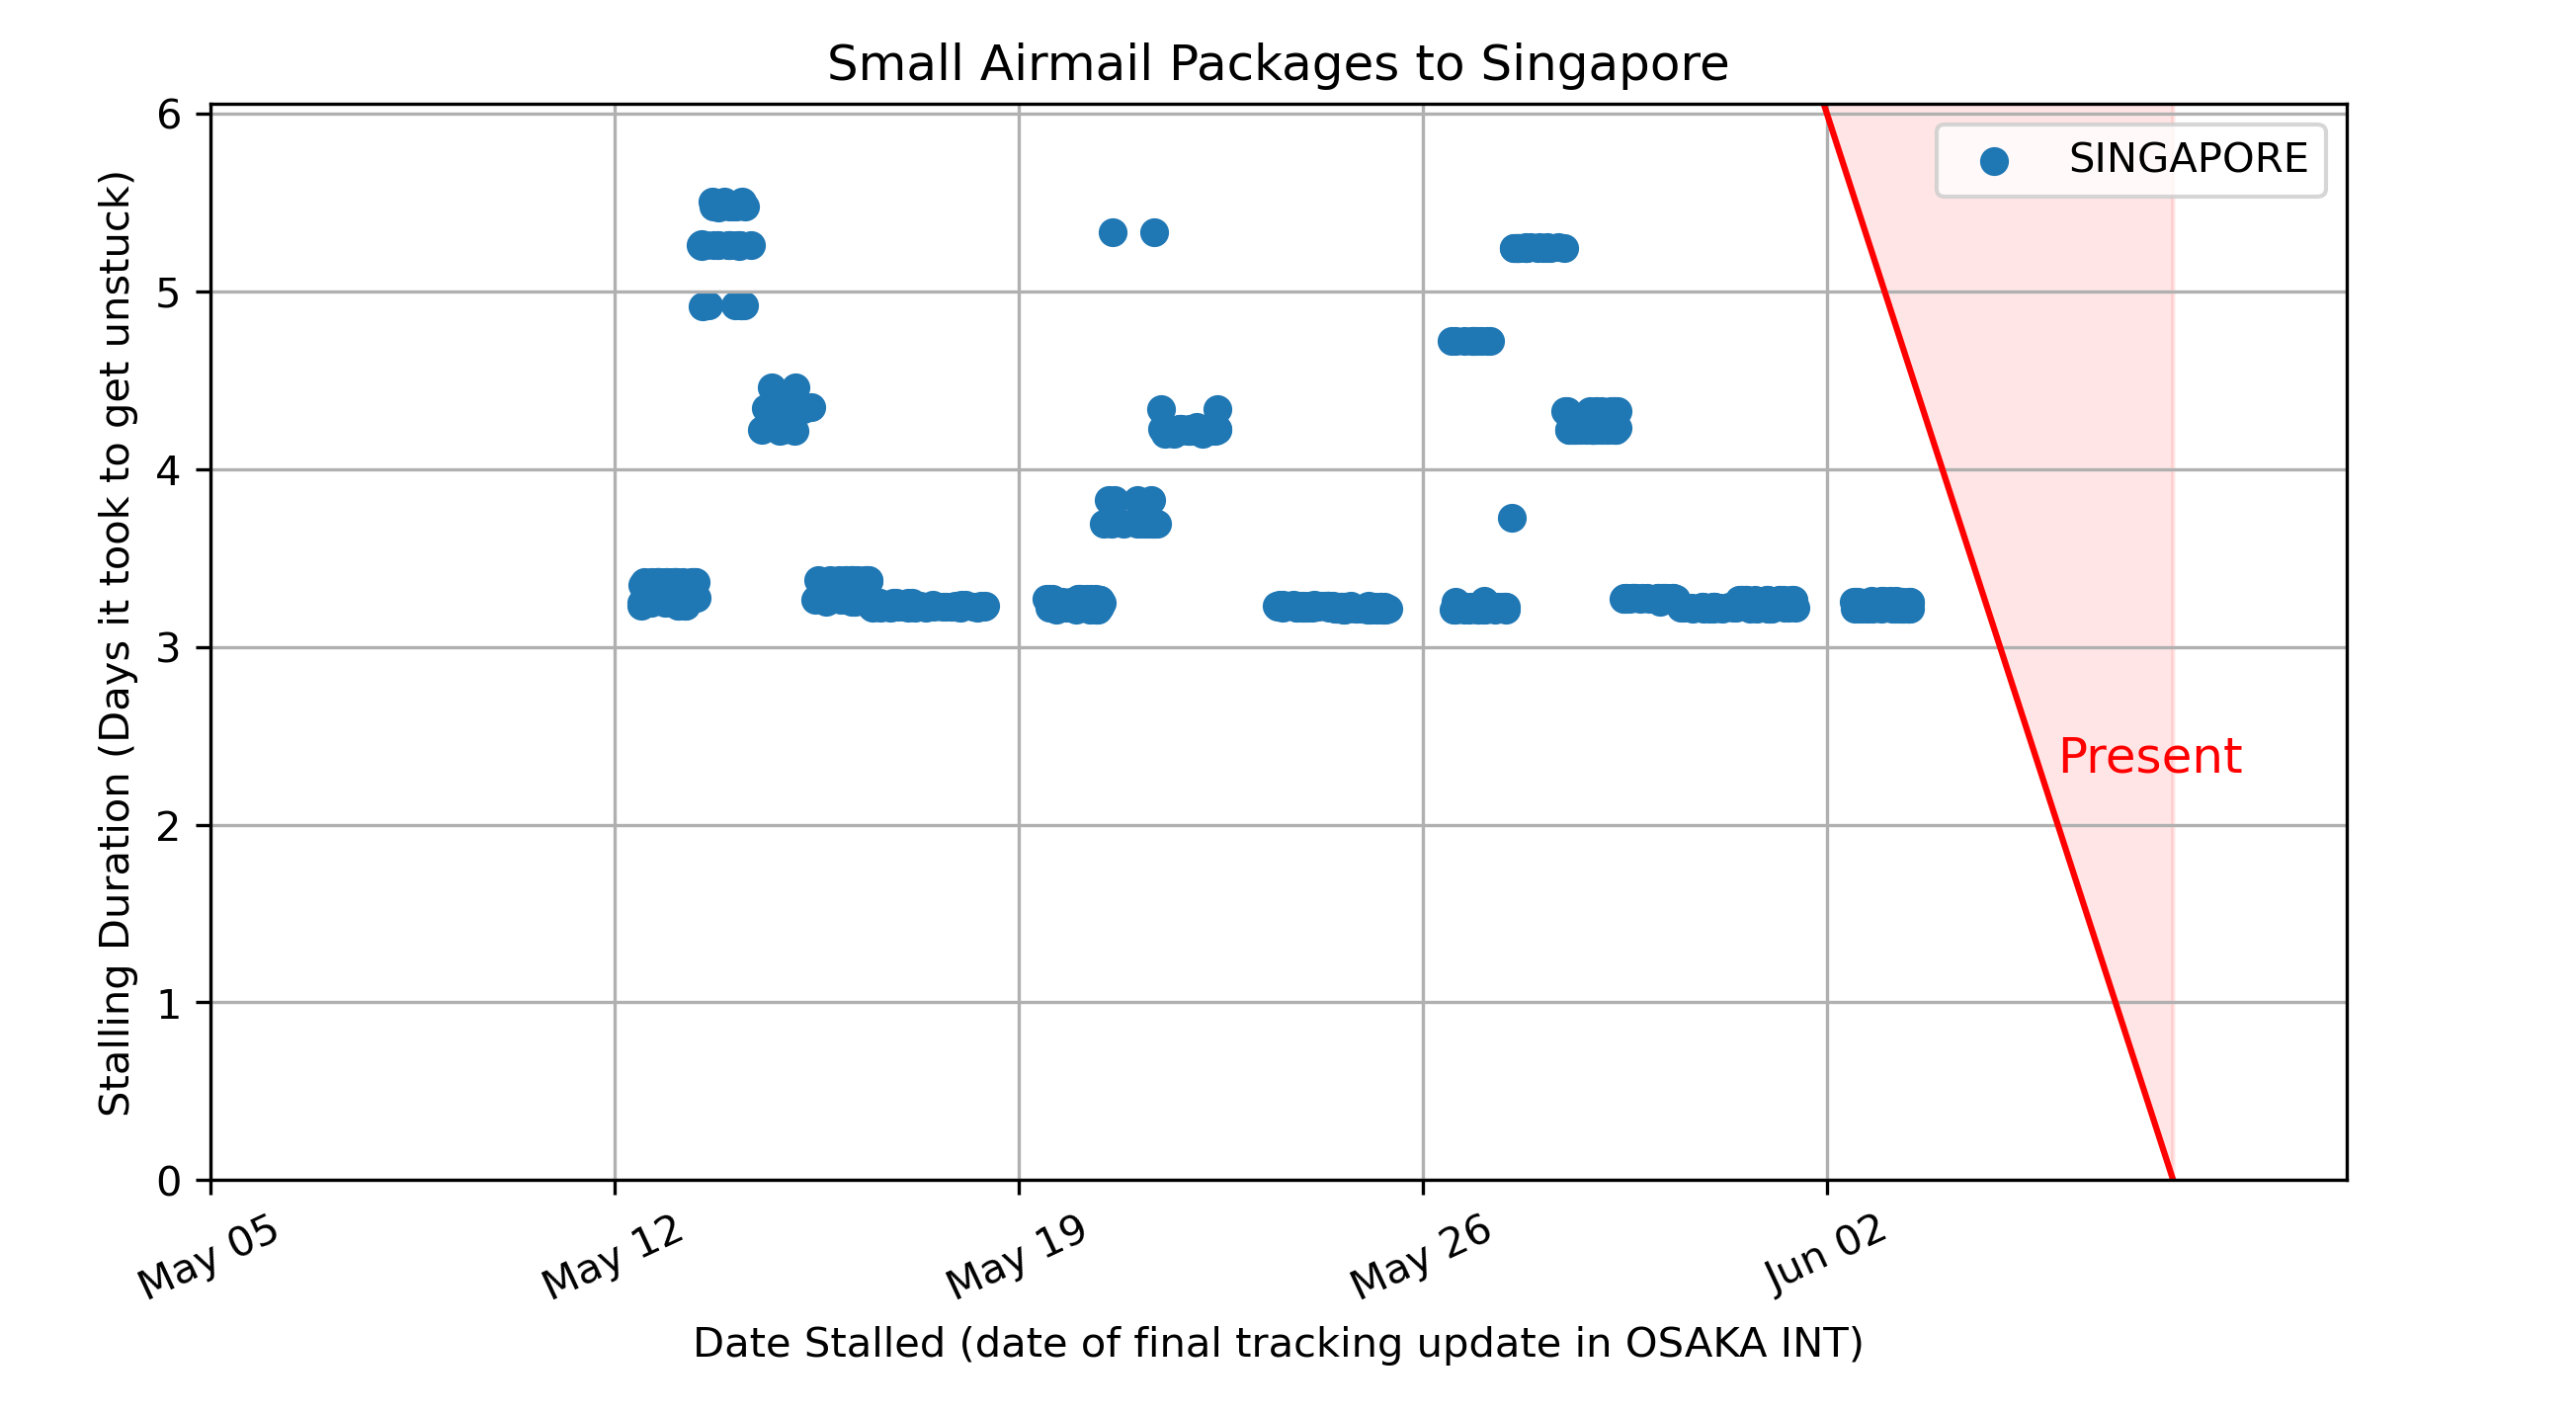 Small Airmail Packages to Singapore
Stalling Duration (Days it took to get unstuck)
6
5
4
3
2
1
0
SINGAPORE
Present
May 05
May 12
May 19
May 26
Jun 02
Date Stalled (date of final tracking update in OSAKA INT)